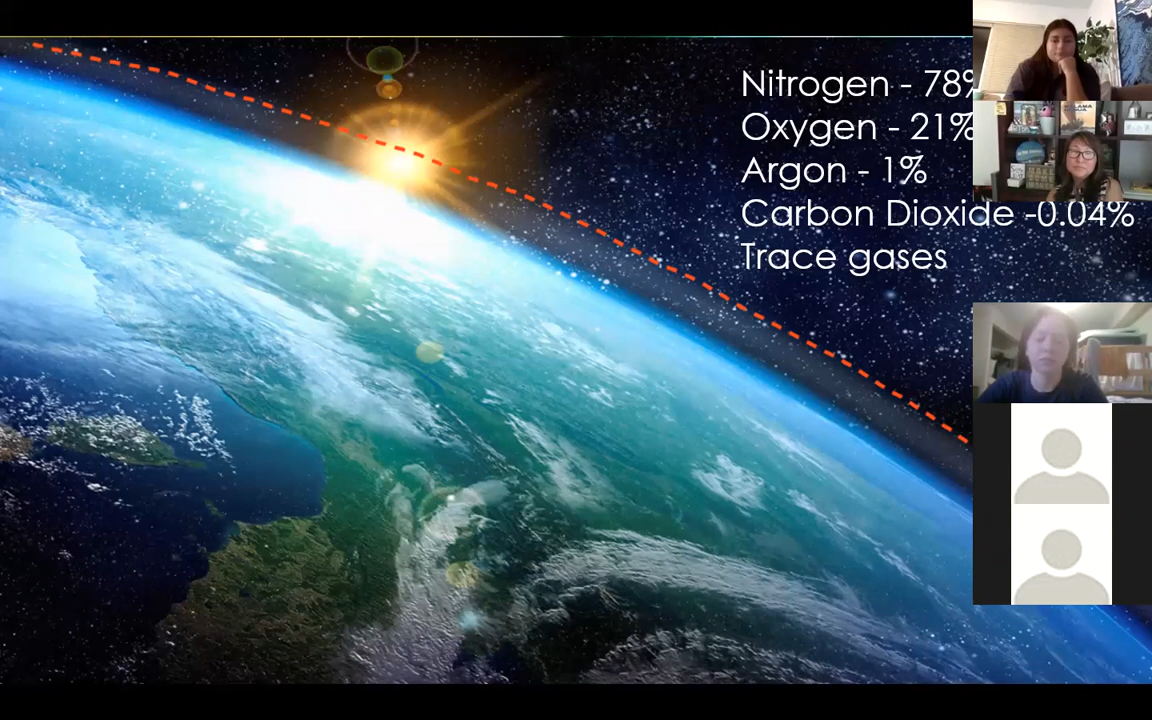 Nitrogen - 78%
Oxygen - 21%
Argon - 1%
Carbon Dioxide -0.04%
Trace gases